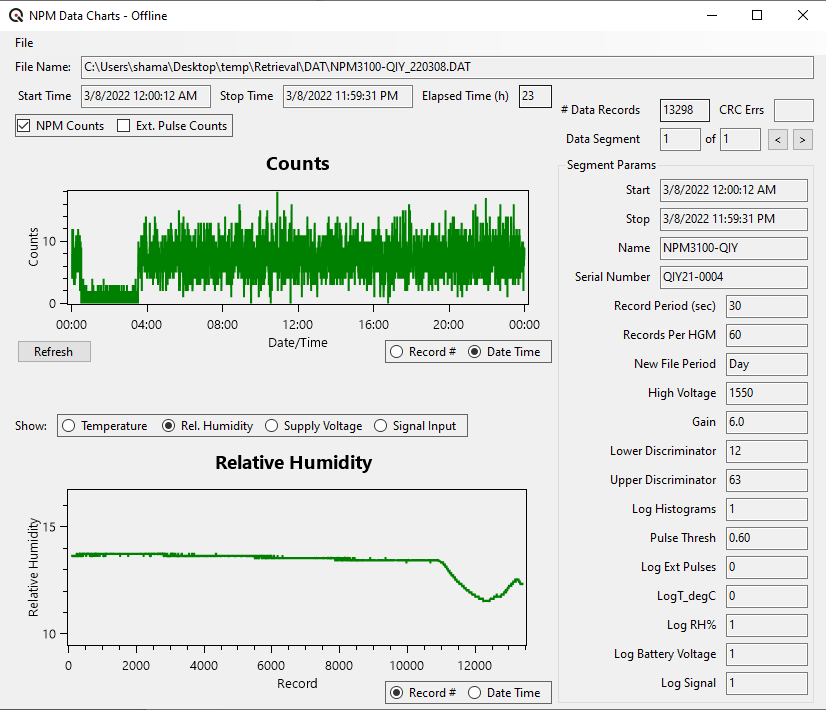 NPM Data Charts - Offline
File
File Name: C:\Users\shama\Desktop\temp\Retrieval\DAT\NPM3100-QIY_220308.DAT
Start Time 3/8/2022 12:00:12 AM Stop Time 3/8/2022 11:59:31 PM Elapsed Time (h) 23
# Data Records 13298 CRC Errs
NPM Counts Ext. Pulse Counts
Data Segment 1 of 1 < >
Counts
Counts
10
0
00:00 04:00 08:00 12:00 16:00 20:00 00:00
Date/Time
Refresh
Record # Date Time
Show: Temperature Rel. Humidity Supply Voltage Signal Input
Relative Humidity
Relative Humidity
15
10
0 2000 4000 6000 8000 10000 12000
Record
Record # Date Time
Segment Params
Start 3/8/2022 12:00:12 AM
Stop 3/8/2022 11:59:31 PM
Name NPM3100-QIY
Serial Number QIY21-0004
Record Period (sec) 30
Records Per HGM 60
New File Period Day
High Voltage 1550
Gain 6.0
Lower Discriminator 12
Upper Discriminator 63
Log Histograms 1
Pulse Thresh 0.60
Log Ext Pulses 0
LogT_degC 0
Log RH% 1
Log Battery Voltage 1
Log Signal 1